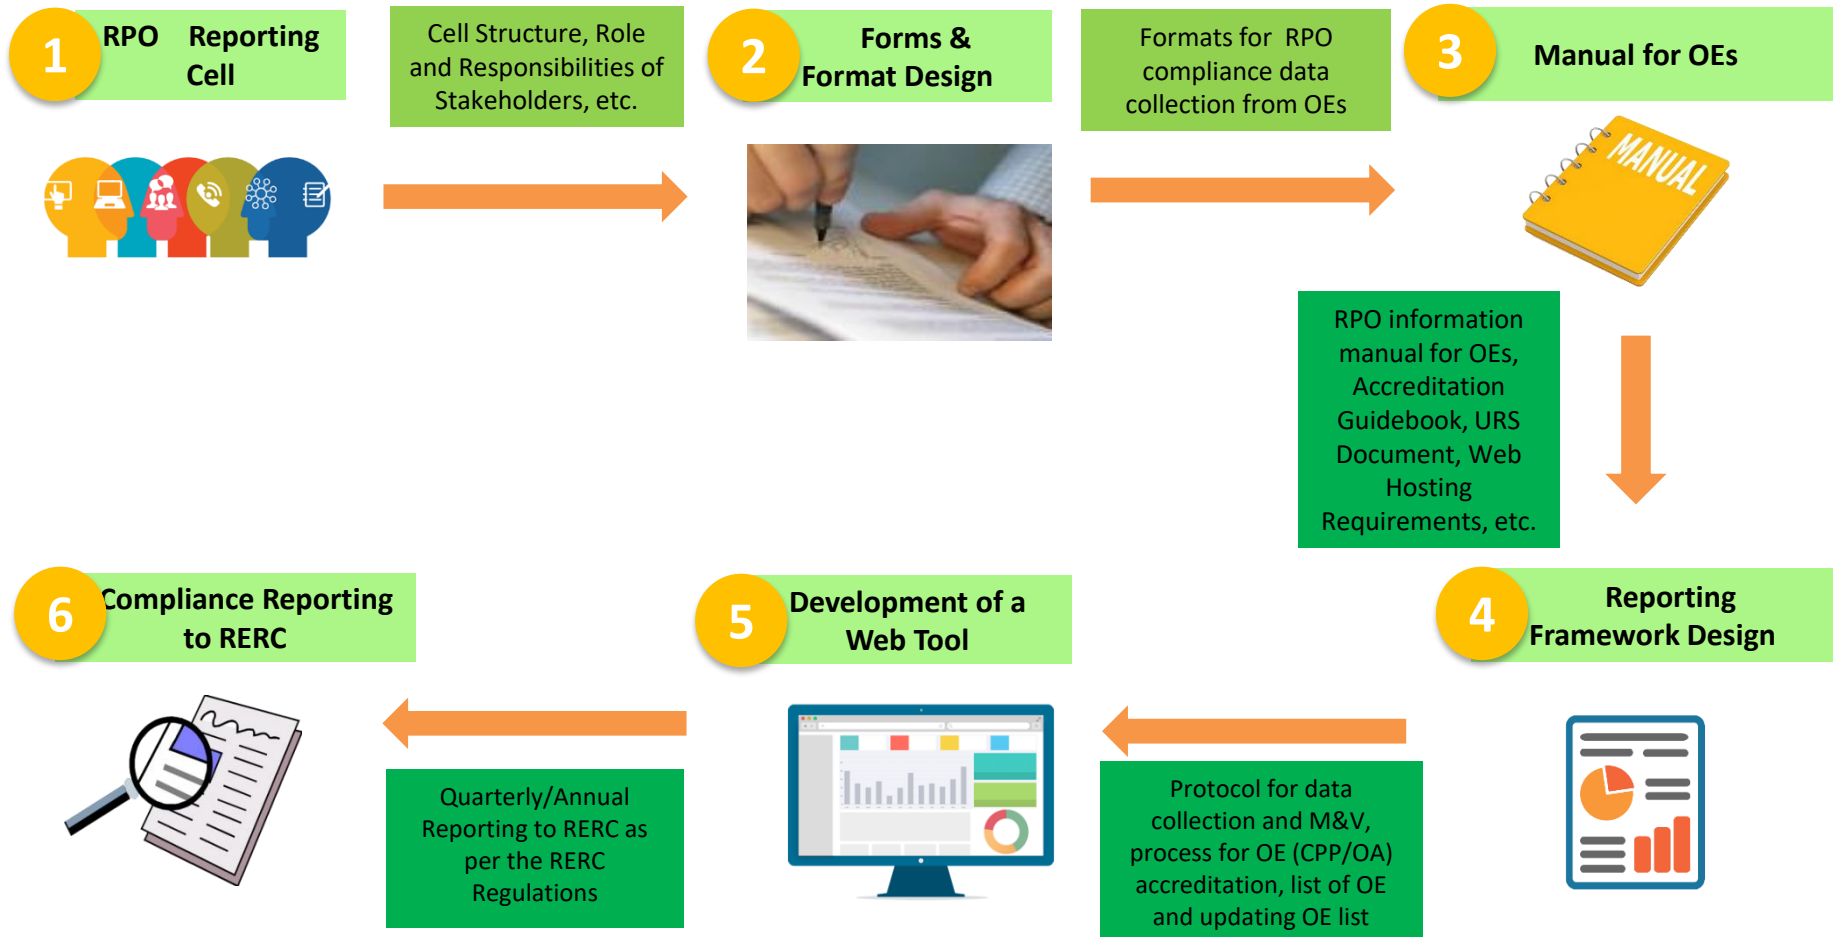 1
RPO Reporting
Cell
Cell Structure, Role
and Responsibilities of
Stakeholders, etc.
2
Forms &
Format Design
Formats for RPO
compliance data
collection from OEs
3
Manual for OEs
MANUAL
RPO information
manual for OEs,
Accreditation
Guidebook, URS
Document, Web
Hosting
Requirements, etc.
4
Reporting
Framework Design
Protocol for data
collection and M&V,
process for OE (CPP/OA)
accreditation, list of OE
and updating OE list
5
Development of a
Web Tool
Quarterly/Annual
Reporting to RERC as
per the RERC
Regulations
6
Compliance Reporting
to RERC